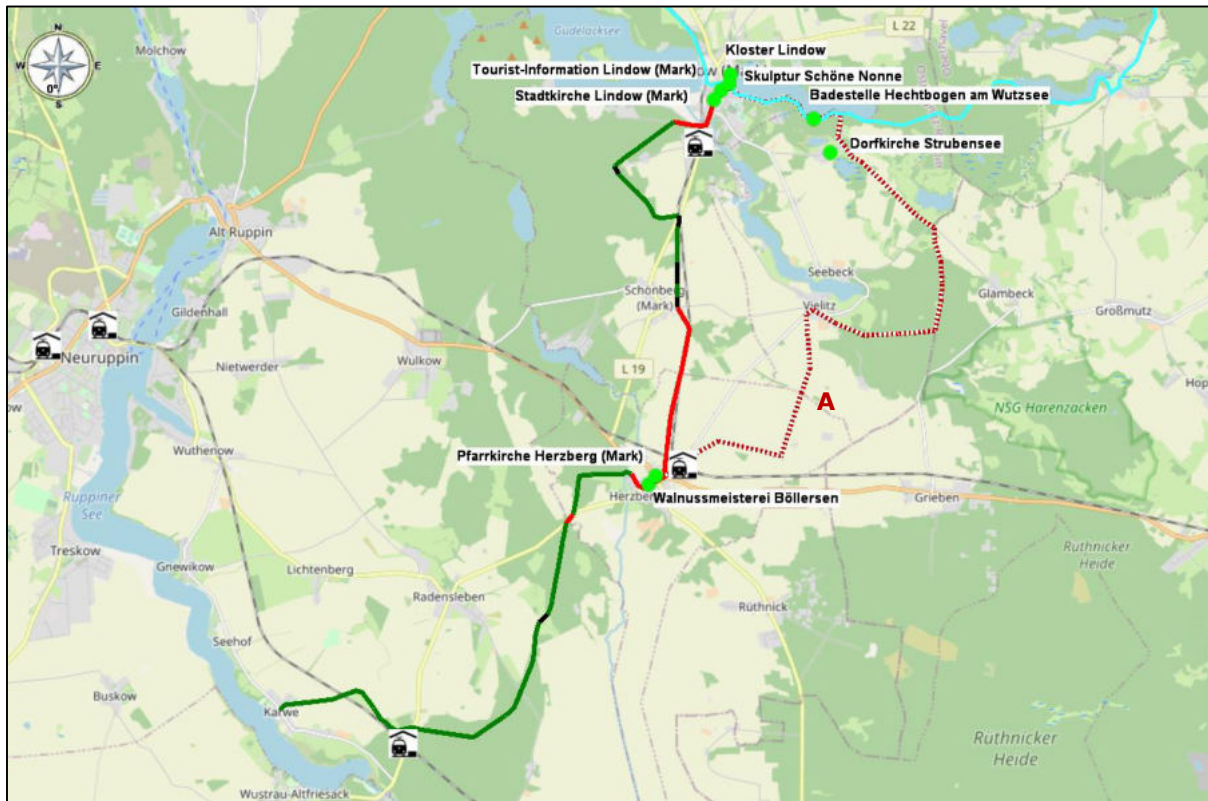 N
W
E
S
0°
Molchow
Gudelacksee
L 22
Oberhavel
Kloster Lindow
Tourist-Information Lindow (Mark)
Skulptur Schöne Nonne
Stadtkirche Lindow (Mark)
Badestelle Hechtbogen am Wutzsee
Dorfkirche Strubensee
Alt Ruppin
Seebeck
Gildenhall
Schönberg
(Mark)
Vielitz
Glambeck
Großmutz
Neuruppin
Nietwerder
Wulkow
L 19
A
NSG Harenzacken
Wuthenow
Pfarrkirche Herzberg (Mark)
Walnussmeisterei Böllersen
Grieben
Ruppiner
See
Treskow
Gnewikow
Lichtenberg
Radensleben
Rüthnick
Rüthnicker
Heide
Seehof
Buskow
Karwe
Rüthnicker
Heide
Wustrau-Altfriesack